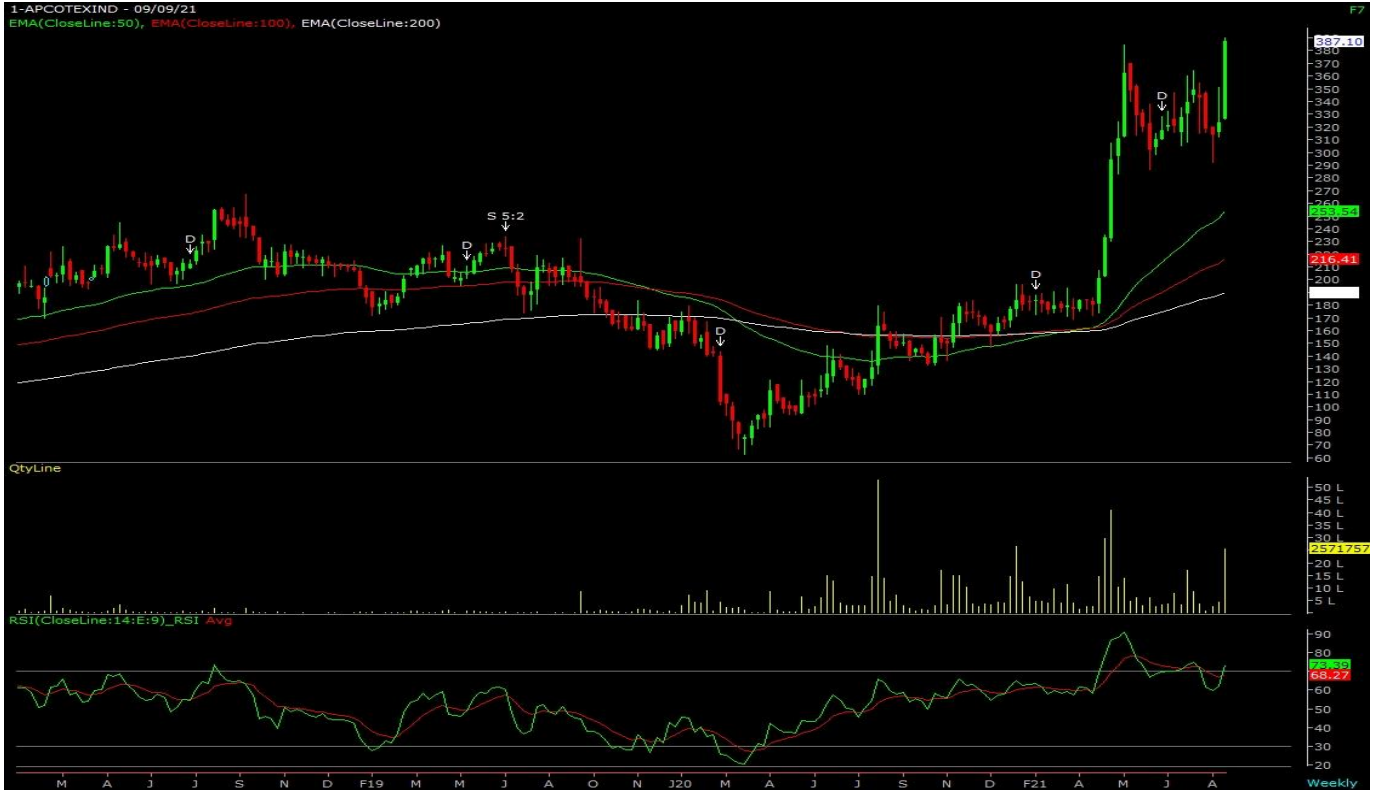 1-APCOTEXIND - 09/09/21
F7
EMA(CloseLine:50), EMA(CloseLine:100), EMA(CloseLine:200)
387.10
380
370
360
350
340
330
320
310
300
290
280
270
260
253.54
240
230
216.41
210
200
180
170
160
150
140
130
120
110
100
90
80
70
60
D
D
S 5:2
D
D
D
QtyLine
50 L
45 L
40 L
35 L
30 L
2571757
20 L
15 L
10 L
5 L
RSI(CloseLine:14:E:9)_RSI Avg
90
80
73.39
68.27
60
50
40
30
20
M A J J S N D F19 M M J A O N J20 M A J J S N D F21 A M J A Weekly